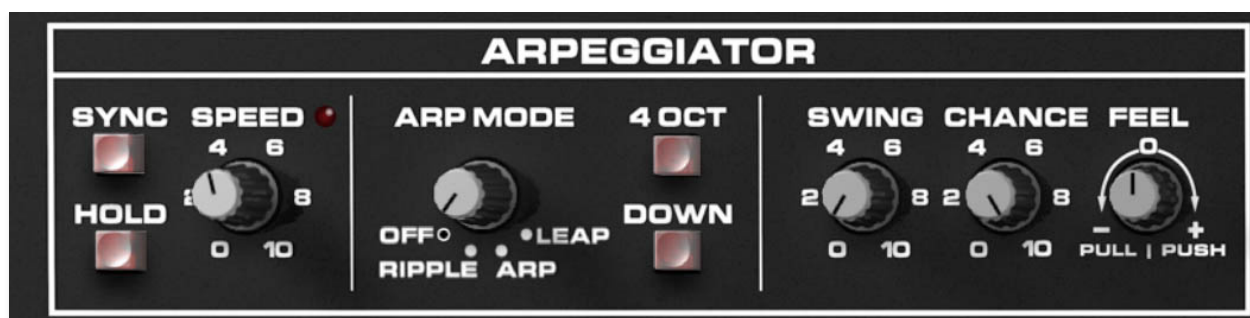 ARPEGGIATOR
SYNC SPEED ARP MODE 4 OCT SWING CHANCE FEEL
4 6 4 6 4 6 0
2 8 2 8 2 8
HOLD DOWN
OFF LEAP - +
0 10 0 10 0 10 PULL | PUSH
RIPPLE ARP